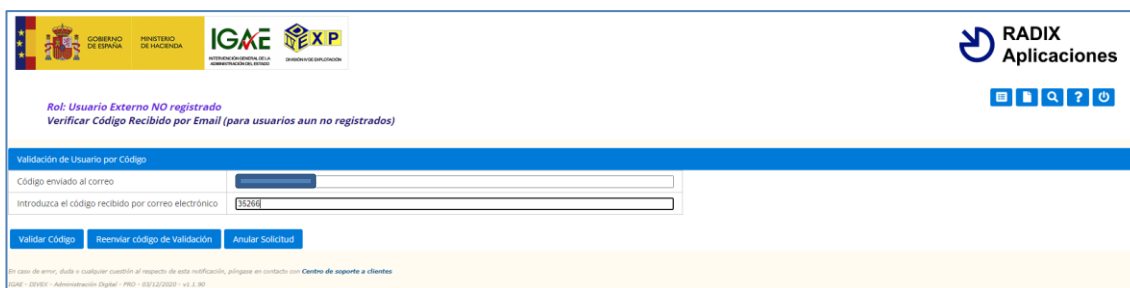 GOBIERNO
DE ESPAÑA
MINISTERIO
DE HACIENDA
IGAE
INTERVENCIÓN GENERAL DE LA
ADMINISTRACIÓN DEL ESTADO
EXP
DIVISIÓN IV DE EXPLOTACIÓN
RADIX
Aplicaciones
Rol: Usuario Externo NO registrado
Verificar Código Recibido por Email (para usuarios aun no registrados)
Validación de Usuario por Código
Código enviado al correo
Introduzca el código recibido por correo electrónico 35266
Validar Código Reenviar código de Validación Anular Solicitud
En caso de error, duda o cualquier cuestión al respecto de esta notificación, póngase en contacto con Centro de soporte a clientes
IGAE - DIVEX - Administración Digital - PRO - 03/12/2020 - v1.1.90